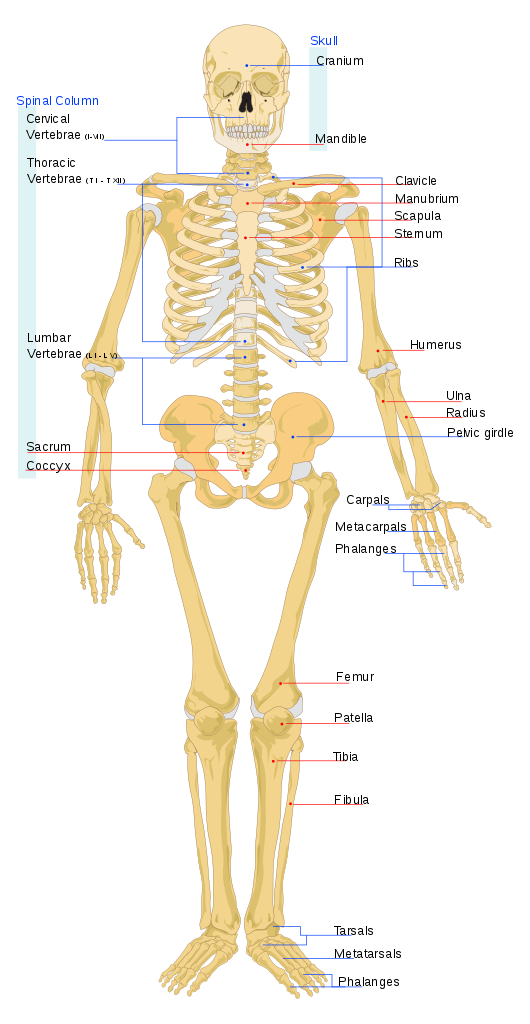 Skull
Cranium
Spinal Column
Cervical
Vertebrae (I-VII)
Mandible
Thoracic
Vertebrae (T I - T XII)
Clavicle
Manubrium
Scapula
Sternum
Ribs
Lumbar
Vertebrae (L I - L V)
Humerus
Ulna
Radius
Pelvic girdle
Sacrum
Coccyx
Carpals
Metacarpals
Phalanges
Femur
Patella
Tibia
Fibula
Tarsals
Metatarsals
Phalanges